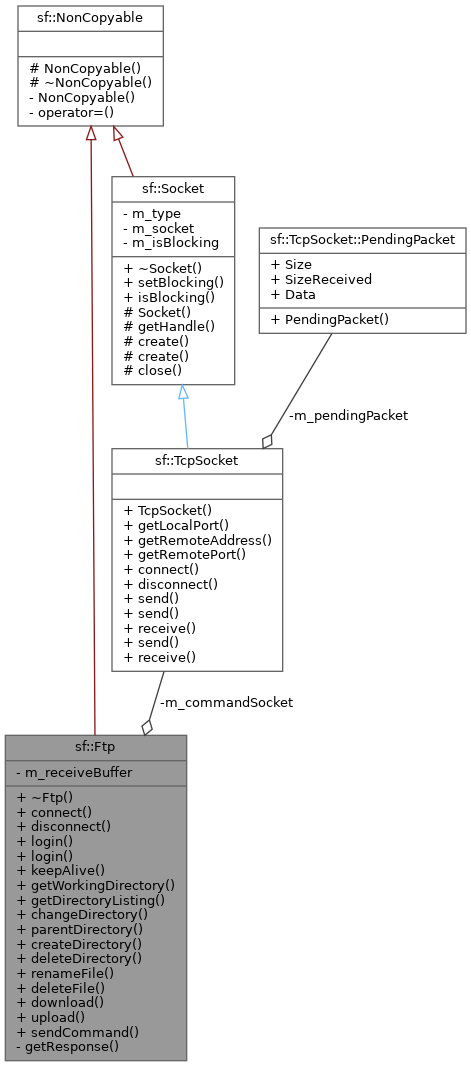 sf::NonCopyable
# NonCopyable()
# ~NonCopyable()
- NonCopyable()
- operator=()
sf::Socket
- m_type
- m_socket
- m_isBlocking
+ ~Socket()
+ setBlocking()
+ isBlocking()
# Socket()
# getHandle()
# create()
# create()
# close()
sf::TcpSocket::PendingPacket
+ Size
+ SizeReceived
+ Data
+ PendingPacket()
-m_pendingPacket
sf::TcpSocket
+ TcpSocket()
+ getLocalPort()
+ getRemoteAddress()
+ getRemotePort()
+ connect()
+ disconnect()
+ send()
+ send()
+ receive()
+ send()
+ receive()
-m_commandSocket
sf::Ftp
- m_receiveBuffer
+ ~Ftp()
+ connect()
+ disconnect()
+ login()
+ login()
+ keepAlive()
+ getWorkingDirectory()
+ getDirectoryListing()
+ changeDirectory()
+ parentDirectory()
+ createDirectory()
+ deleteDirectory()
+ renameFile()
+ deleteFile()
+ download()
+ upload()
+ sendCommand()
- getResponse()